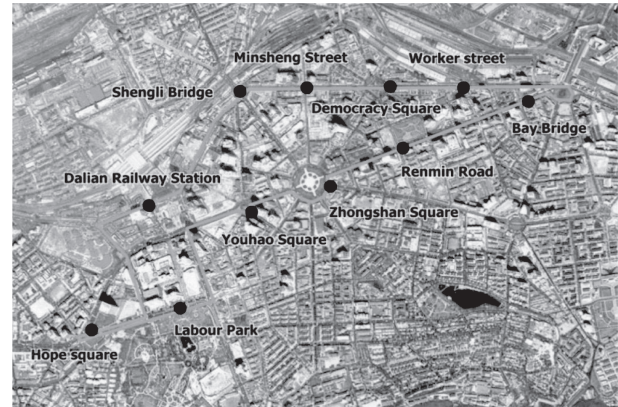 Minsheng Street
Worker street
Shengli Bridge
Democracy Square
Bay Bridge
Renmin Road
Dalian Railway Station
Zhongshan Square
Youhao Square
Labour Park
Hope square